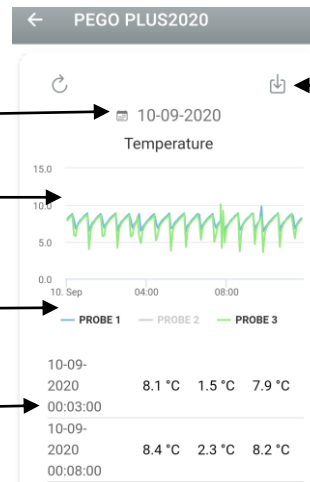 PEGO PLUS2020
10-09-2020
Temperature
15.0
10.0
5.0
0.0
10. Sep 04:00 08:00
PROBE 1 PROBE 2 PROBE 3
10-09-
2020 8.1 °C 1.5 °C 7.9 °C
00:03:00
10-09-
2020 8.4 °C 2.3 °C 8.2 °C
00:08:00